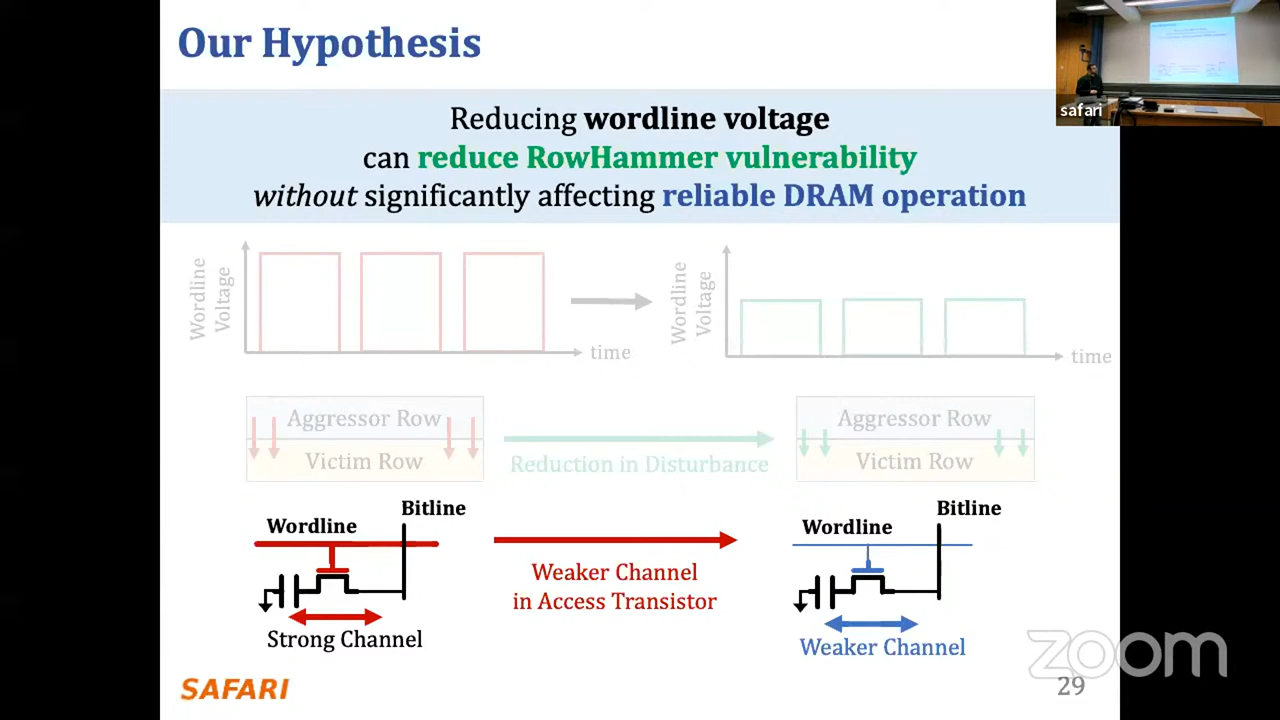 Our Hypothesis
safari
Reducing wordline voltage
can reduce RowHammer vulnerability
without significantly affecting reliable DRAM operation
Wordline
Voltage
time
Wordline
Voltage
time
Aggressor Row
Victim Row
Reduction in Disturbance
Aggressor Row
Victim Row
Wordline
Bitline
Strong Channel
Weaker Channel
in Access Transistor
Wordline
Bitline
Weaker Channel
zoom
SAFARI
29